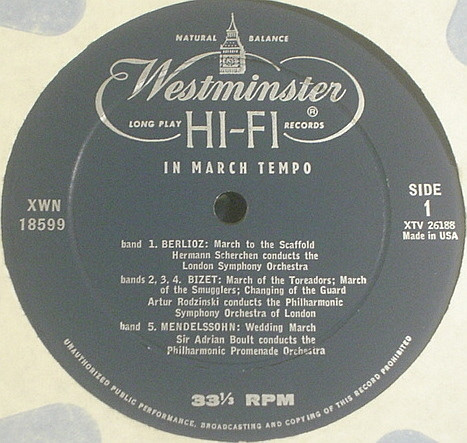 NATURAL BALANCE
Westminster ®
LONG PLAY HI-FI RECORDS
IN MARCH TEMPO
XWN
18599
SIDE
1
XTV 26188
Made in USA
band 1. BERLIOZ: March to the Scaffold
Hermann Scherchen conducts the
London Symphony Orchestra
bands 2, 3, 4. BIZET: March of the Toreadors; March
of the Smugglers; Changing of the Guard
Artur Rodzinski conducts the Philharmonic
Symphony Orchestra of London
band 5. MENDELSSOHN: Wedding March
Sir Adrian Boult conducts the
Philharmonic Promenade Orchestra
33⅓ RPM
UNAUTHORIZED PUBLIC PERFORMANCE, BROADCASTING AND COPYING OF THIS RECORD PROHIBITED